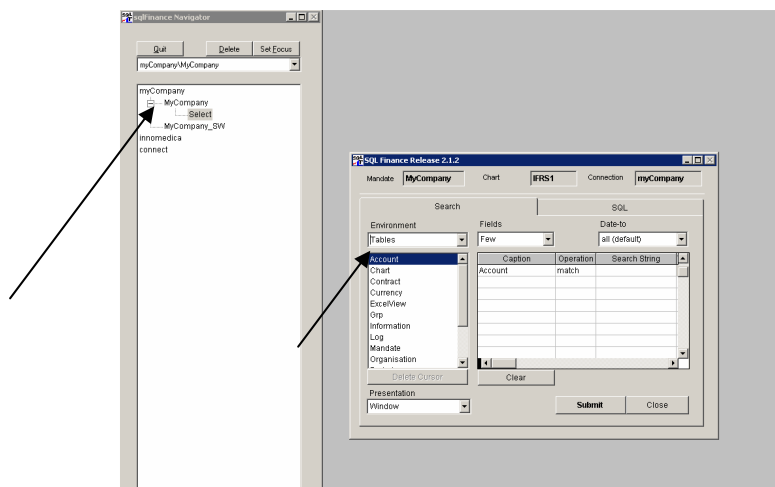 sqlFinance Navigator
Quit Delete Set Focus
myCompany\MyCompany
myCompany
MyCompany
Select
MyCompany_SW
innomedica
connect
SQL Finance Release 2.1.2
Mandate MyCompany Chart IFRS1 Connection myCompany
Search SQL
Environment Fields Date-to
Tables Few all (default)
Account
Chart
Contract
Currency
ExcelView
Grp
Information
Log
Mandate
Organisation
Caption Operation Search String
Account match
Delete Cursor Clear
Presentation
Window Submit Close